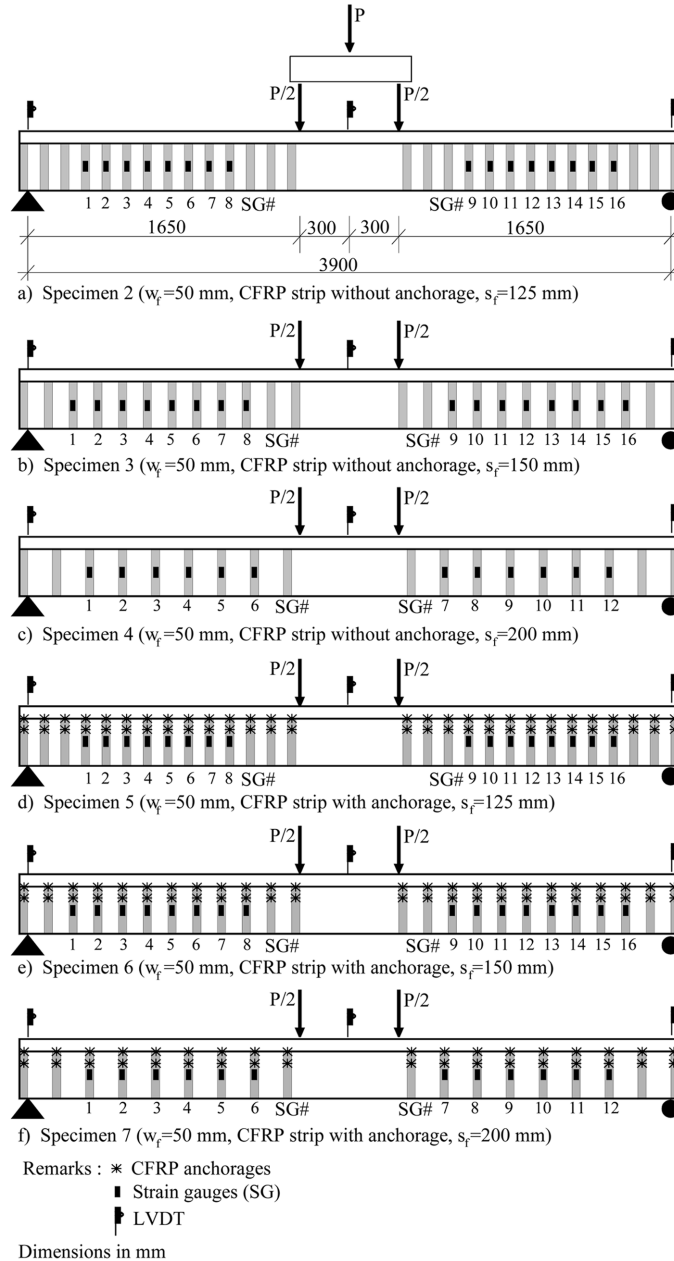 P
P/2 P/2
1 2 3 4 5 6 7 8 SG# SG# 9 10 11 12 13 14 15 16
1650 300 300 1650
3900
a) Specimen 2 (wf=50 mm, CFRP strip without anchorage, sf=125 mm)
P/2 P/2
1 2 3 4 5 6 7 8 SG# SG# 9 10 11 12 13 14 15 16
b) Specimen 3 (wf=50 mm, CFRP strip without anchorage, sf=150 mm)
P/2 P/2
1 2 3 4 5 6 SG# SG# 7 8 9 10 11 12
c) Specimen 4 (wf=50 mm, CFRP strip without anchorage, sf=200 mm)
P/2 P/2
1 2 3 4 5 6 7 8 SG# SG# 9 10 11 12 13 14 15 16
d) Specimen 5 (wf=50 mm, CFRP strip with anchorage, sf=125 mm)
P/2 P/2
1 2 3 4 5 6 7 8 SG# SG# 9 10 11 12 13 14 15 16
e) Specimen 6 (wf=50 mm, CFRP strip with anchorage, sf=150 mm)
P/2 P/2
1 2 3 4 5 6 SG# SG# 7 8 9 10 11 12
f) Specimen 7 (wf=50 mm, CFRP strip with anchorage, sf=200 mm)
Remarks : * CFRP anchorages
Strain gauges (SG)
LVDT
Dimensions in mm